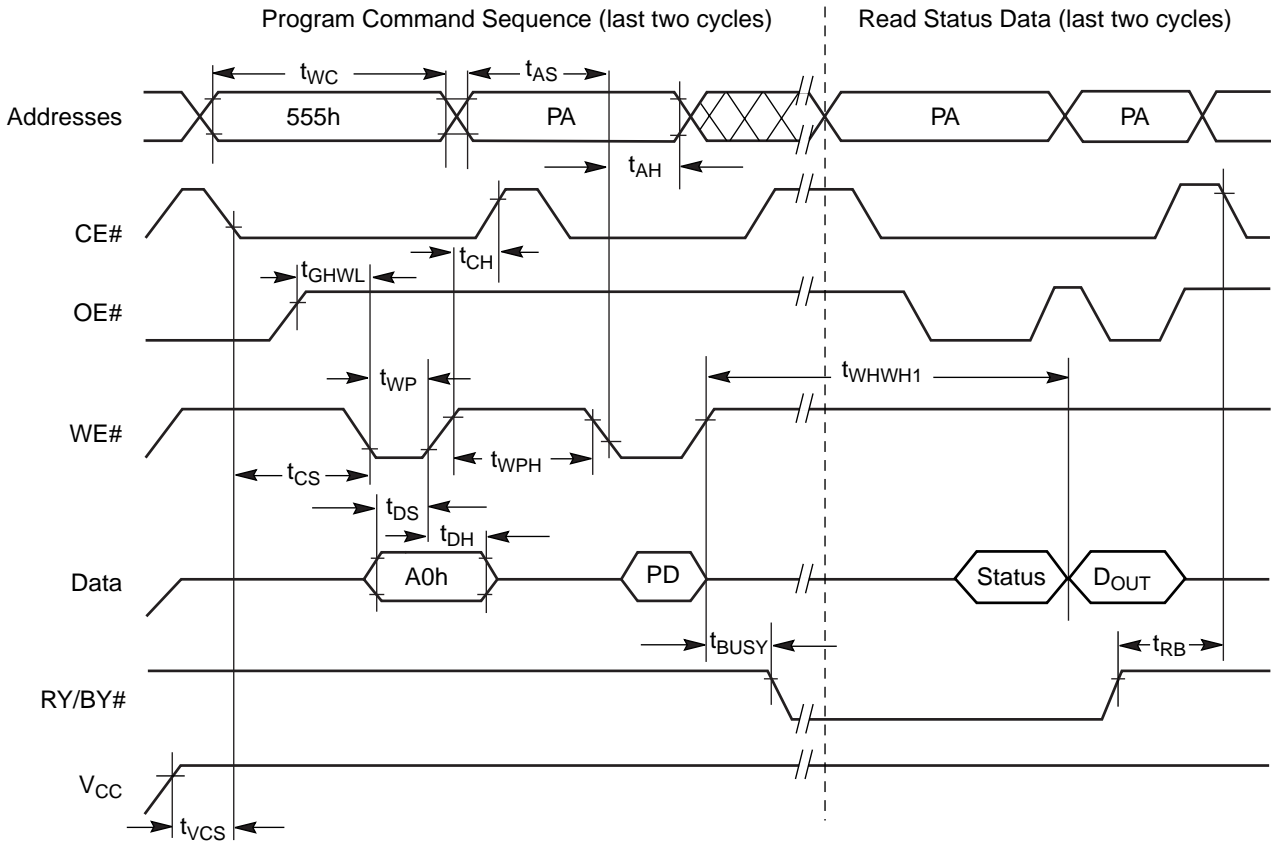 Program Command Sequence (last two cycles) Read Status Data (last two cycles)
tWC tAS
Addresses 555h PA PA PA
tAH
CE#
tCH
tGHWL
OE#
tWP tWHWH1
WE#
tCS tWPH
tDS
tDH
Data A0h PD Status DOUT
tBUSY tRB
RY/BY#
VCC
tVCS